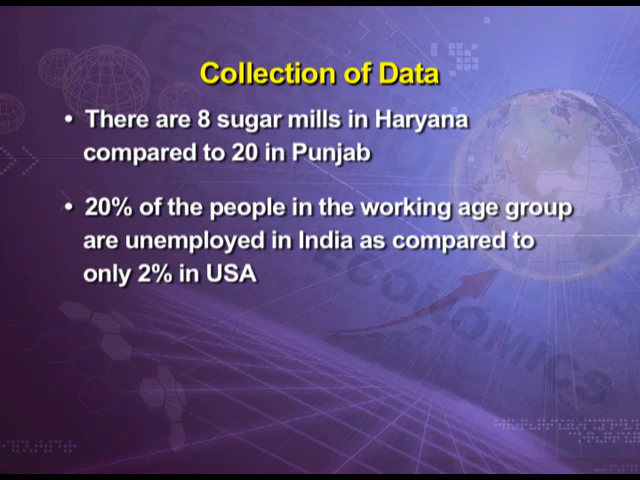 Collection of Data
• There are 8 sugar mills in Haryana
compared to 20 in Punjab
• 20% of the people in the working age group
are unemployed in India as compared to
only 2% in USA
ECONOMICS